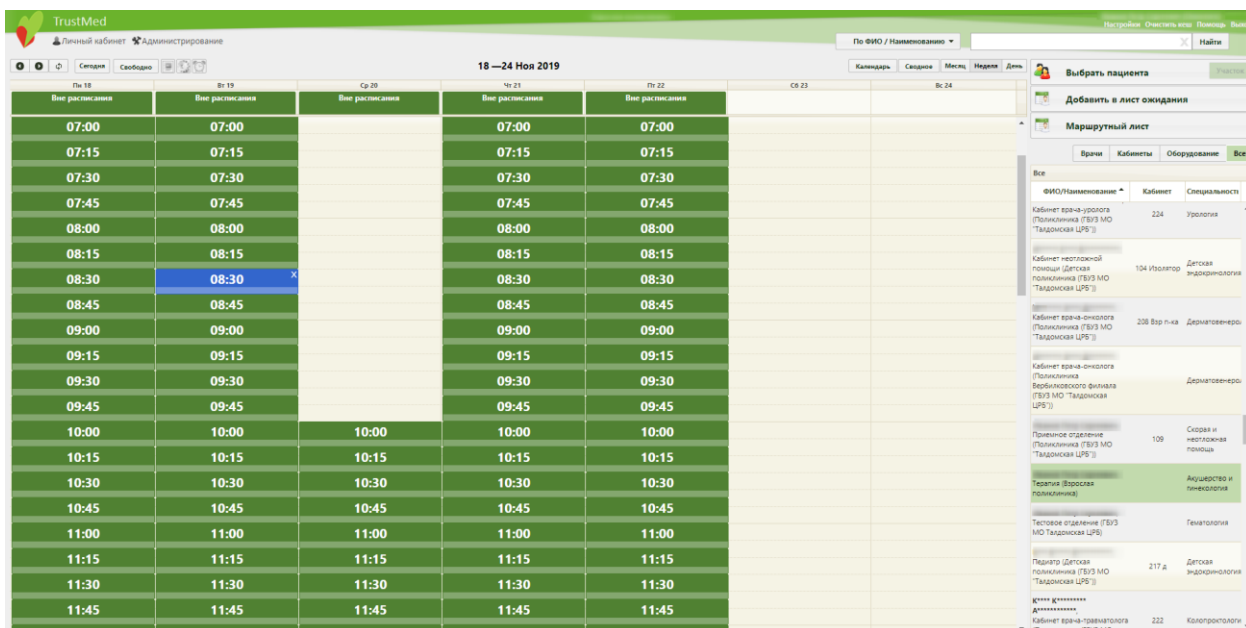 TrustMed
Настройки Очистить кеш Помощь
Личный кабинет Администрирование
По ФИО / Наименованию
X Найти
Сегодня Свободно
18 —24 Ноя 2019
Календарь Сводное Месяц Неделя День
Пн 18 Вт 19 Ср 20 Чт 21 Пт 22 Сб 23 Вс 24
Вне расписания Вне расписания Вне расписания Вне расписания Вне расписания
07:00 07:00 07:00 07:00
07:15 07:15 07:15 07:15
07:30 07:30 07:30 07:30
07:45 07:45 07:45 07:45
08:00 08:00 08:00 08:00
08:15 08:15 08:15 08:15
08:30 08:30 X 08:30 08:30
08:45 08:45 08:45 08:45
09:00 09:00 09:00 09:00
09:15 09:15 09:15 09:15
09:30 09:30 09:30 09:30
09:45 09:45 09:45 09:45
10:00 10:00 10:00 10:00 10:00
10:15 10:15 10:15 10:15 10:15
10:30 10:30 10:30 10:30 10:30
10:45 10:45 10:45 10:45 10:45
11:00 11:00 11:00 11:00 11:00
11:15 11:15 11:15 11:15 11:15
11:30 11:30 11:30 11:30 11:30
11:45 11:45 11:45 11:45 11:45
Выбрать пациента
Добавить в лист ожидания
Маршрутный лист
Врачи Кабинеты Оборудование Все
Все
ФИО/Наименование Кабинет Специальность
Кабинет врача-уролога
(Поликлиника (ГБУЗ МО
"Талдомская ЦРБ"))
224
Урология
Кабинет неотложной
помощи (Детская
поликлиника (ГБУЗ МО
"Талдомская ЦРБ"))
104 Изолятор
Детская
эндокринология
Кабинет врача-онколога
(Поликлиника (ГБУЗ МО
"Талдомская ЦРБ"))
208 Взр п-ка
Дерматовенерол
Кабинет врача-онколога
(Поликлиника
Вербилковского филиала
(ГБУЗ МО "Талдомская
ЦРБ"))
Дерматовенерол
Приемное отделение
(Поликлиника (ГБУЗ МО
"Талдомская ЦРБ"))
109
Скорая и
неотложная
помощь
Терапия (Взрослая
поликлиника)
Акушерство и
гинекология
Тестовое отделение (ГБУЗ
МО Талдомская ЦРБ)
Гематология
Педиатр (Детская
поликлиника (ГБУЗ МО
"Талдомская ЦРБ"))
217 д
Детская
эндокринология
К**** К*********
А************,
Кабинет врача-травматолога
222
Колопроктологи